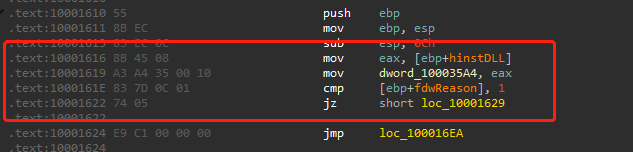 .text:10001610 55 push ebp
.text:10001611 8B EC mov ebp, esp
.text:10001613 83 EC 0C sub esp, 0Ch
.text:10001616 8B 45 08 mov eax, [ebp+hinstDLL]
.text:10001619 A3 A4 35 00 10 mov dword_100035A4, eax
.text:1000161E 83 7D 0C 01 cmp [ebp+fdwReason], 1
.text:10001622 74 05 jz short loc_10001629
.text:10001622
.text:10001624 E9 C1 00 00 00 jmp loc_100016EA
.text:10001624